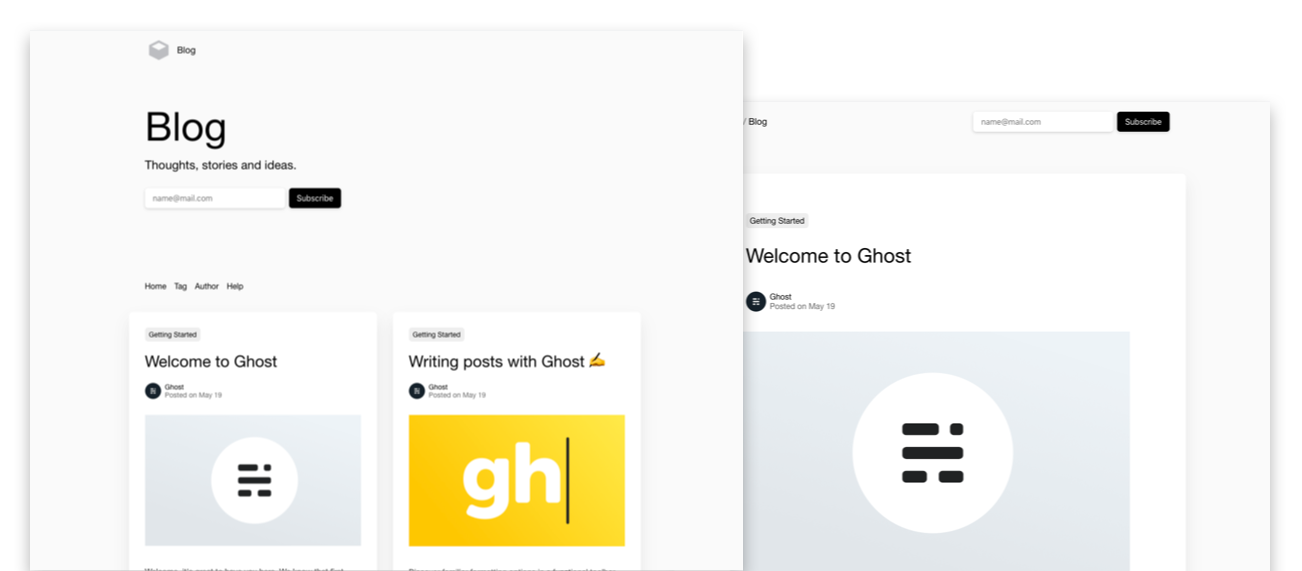 Blog
Blog
Thoughts, stories and ideas.
name@mail.com Subscribe
Home Tag Author Help
Getting Started
Welcome to Ghost
Ghost
Posted on May 19
Getting Started
Writing posts with Ghost ✍️
Ghost
Posted on May 19
gh
/ Blog
name@mail.com Subscribe
Getting Started
Welcome to Ghost
Ghost
Posted on May 19